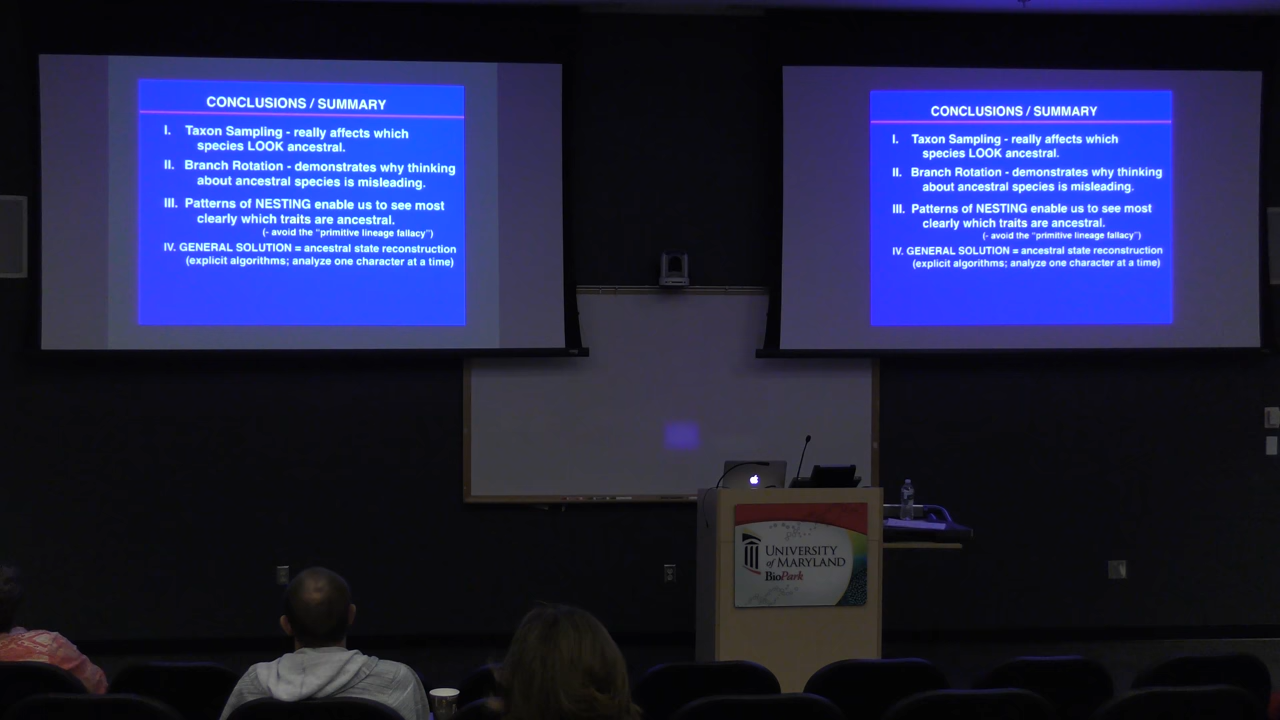 CONCLUSIONS / SUMMARY
I. Taxon Sampling - really affects which
species LOOK ancestral.
II. Branch Rotation - demonstrates why thinking
about ancestral species is misleading.
III. Patterns of NESTING enable us to see most
clearly which traits are ancestral.
(- avoid the “primitive lineage fallacy”)
IV. GENERAL SOLUTION = ancestral state reconstruction
(explicit algorithms; analyze one character at a time)
CONCLUSIONS / SUMMARY
I. Taxon Sampling - really affects which
species LOOK ancestral.
II. Branch Rotation - demonstrates why thinking
about ancestral species is misleading.
III. Patterns of NESTING enable us to see most
clearly which traits are ancestral.
(- avoid the “primitive lineage fallacy”)
IV. GENERAL SOLUTION = ancestral state reconstruction
(explicit algorithms; analyze one character at a time)
UNIVERSITY
of MARYLAND
BioPark